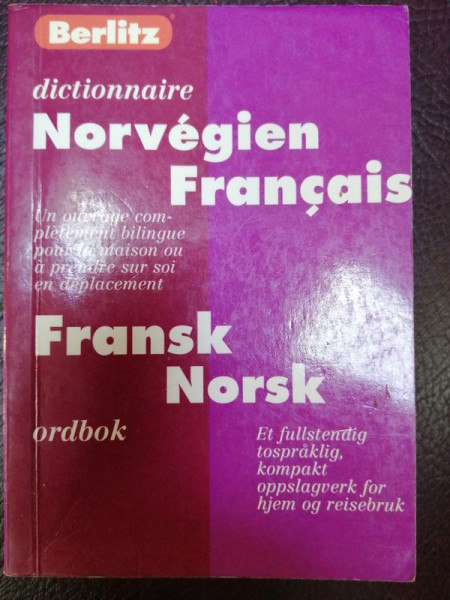 Berlitz
dictionnaire
Norvégien
Français
Un ouvrage com-
plètement bilingue
pour la maison ou
à prendre sur soi
en déplacement
Fransk
Norsk
ordbok
Et fullstendig
tospråklig,
kompakt
oppslagverk for
hjem og reisebruk